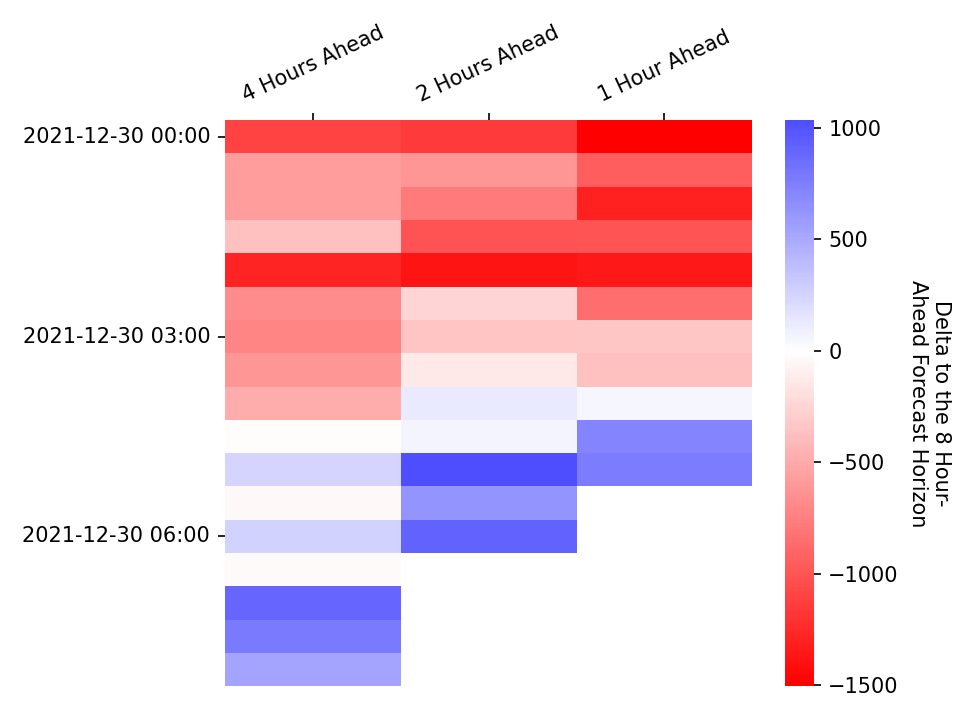 4 Hours Ahead
2 Hours Ahead
1 Hour Ahead
2021-12-30 00:00
2021-12-30 03:00
2021-12-30 06:00
1000
500
0
−500
−1000
−1500
Delta to the 8 Hour-
Ahead Forecast Horizon